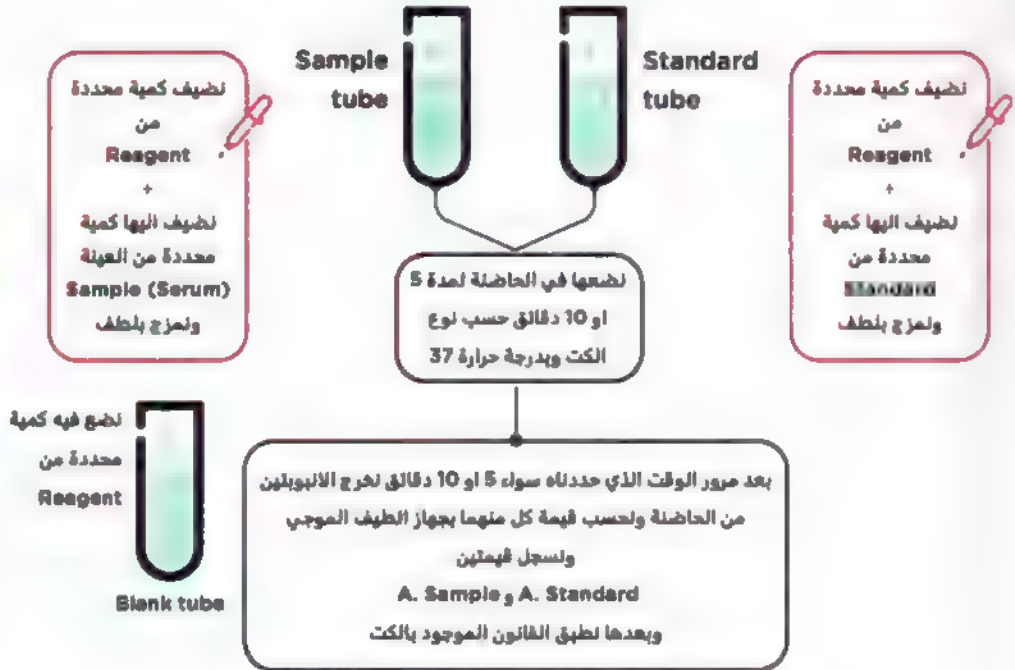 Sample
tube
Standard
tube
نضيف كمية محددة
من
Reagent
+
نضيف اليها كمية
محددة من العينة
Sample (Serum)
ونمزج بلطف
نضيف كمية محددة
من
Reagent
+
نضيف اليها كمية
محددة من
Standard
ونمزج بلطف
نضعها في الحاضنة لمدة 5
او 10 دقائق حسب نوع
الكت وبدرجة حرارة 37
نضع فيه كمية
محددة من
Reagent
Blank tube
بعد مرور الوقت الذي حددناه سواء 5 او 10 دقائق نخرج الانبوبتين
من الحاضنة ونحسب قيمة كل منهما بجهاز الطيف الموجي
ونسجل قيمتين
A. Sample و A. Standard
وبعدها نطبق القانون الموجود بالكت